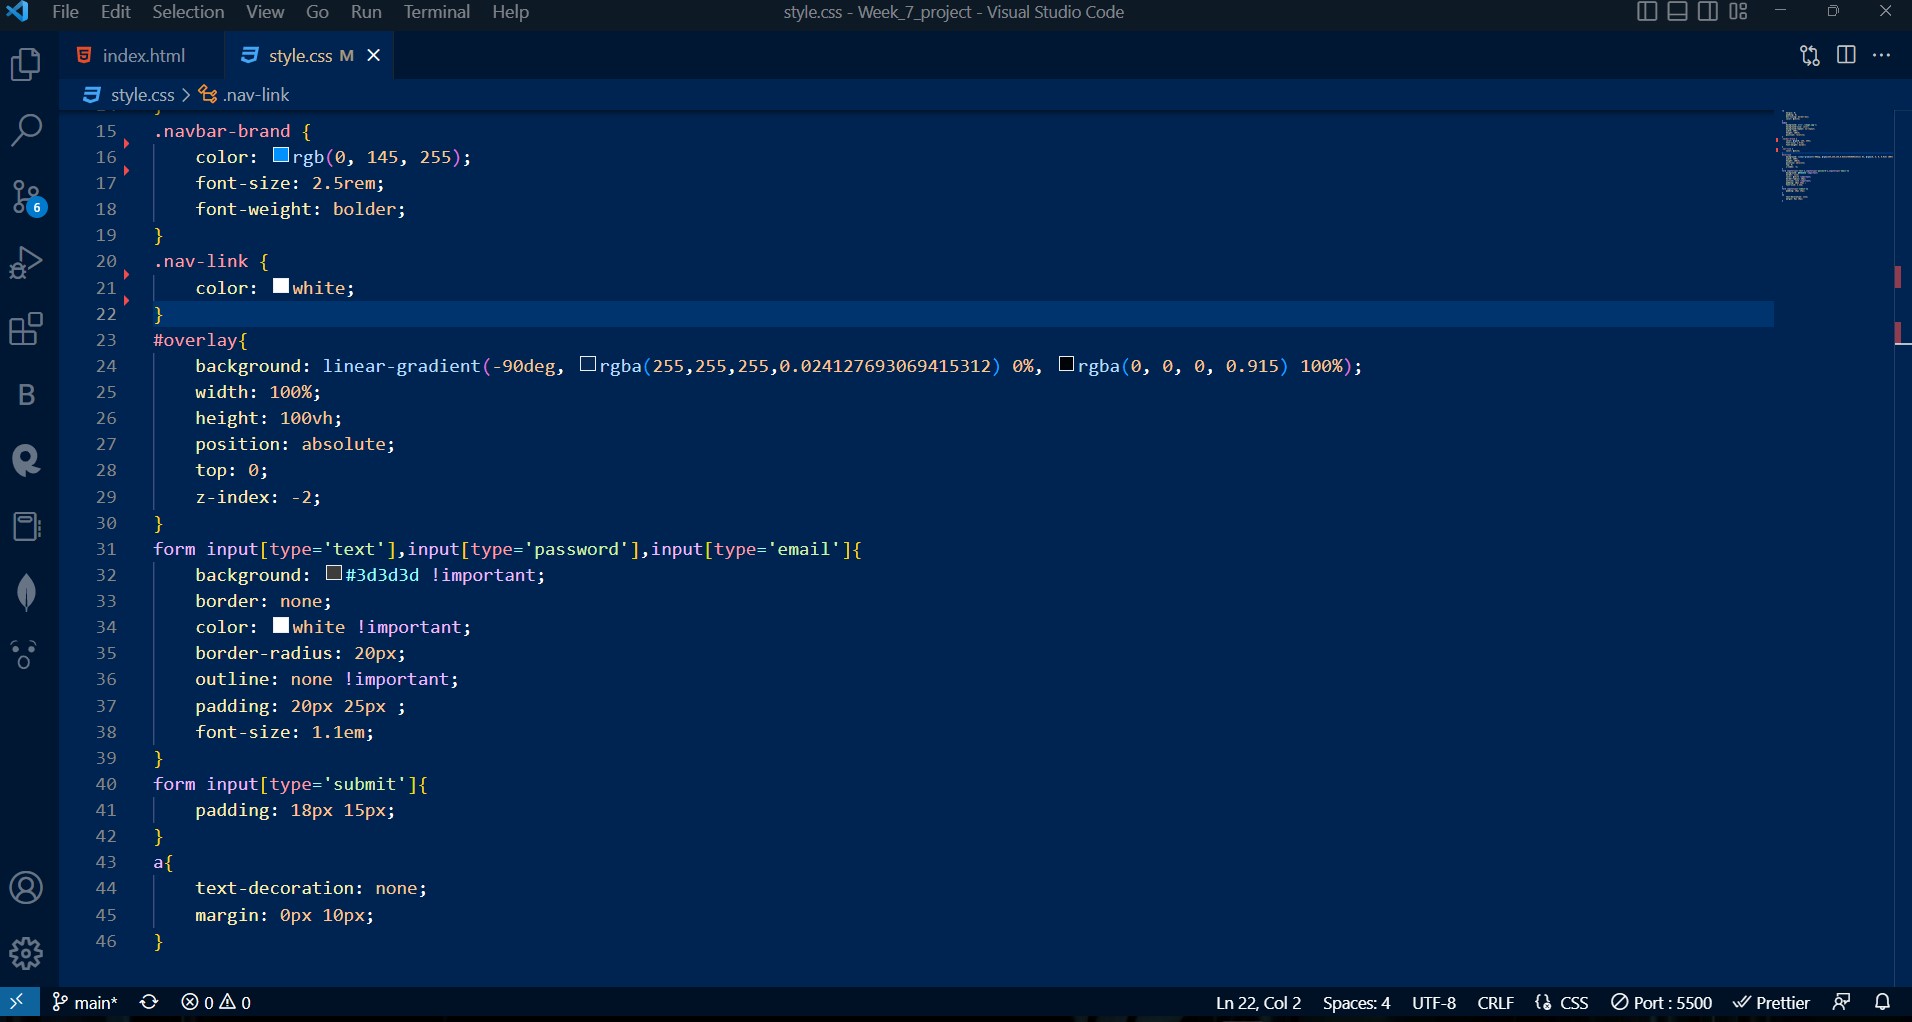 File Edit Selection View Go Run Terminal Help
style.css - Week_7_project - Visual Studio Code
index.html
style.css M
style.css > .nav-link
6
B
15 .navbar-brand {
16 color: rgb(0, 145, 255);
17 font-size: 2.5rem;
18 font-weight: bolder;
19 }
20 .nav-link {
21 color: white;
22 }
23 #overlay{
24 background: linear-gradient(-90deg, rgba(255,255,255,0.024127693069415312) 0%, rgba(0, 0, 0, 0.915) 100%);
25 width: 100%;
26 height: 100vh;
27 position: absolute;
28 top: 0;
29 z-index: -2;
30 }
31 form input[type='text'],input[type='password'],input[type='email']{
32 background: #3d3d3d !important;
33 border: none;
34 color: white !important;
35 border-radius: 20px;
36 outline: none !important;
37 padding: 20px 25px ;
38 font-size: 1.1em;
39 }
40 form input[type='submit']{
41 padding: 18px 15px;
42 }
43 a{
44 text-decoration: none;
45 margin: 0px 10px;
46 }
main* 0 0 Ln 22, Col 2 Spaces: 4 UTF-8 CRLF CSS Port : 5500 Prettier